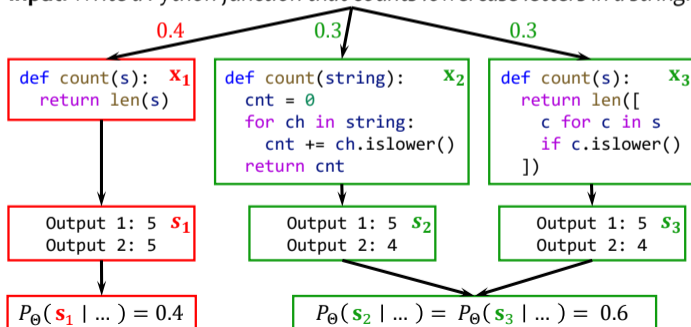 Input: Write a Python function that counts lowercase letters in a string.
0.4 0.3 0.3
def count(s): x₁
return len(s)
def count(string): x₂
cnt = 0
for ch in string:
cnt += ch.islower()
return cnt
def count(s): x₃
return len([
c for c in s
if c.islower()
])
Output 1: 5 s₁
Output 2: 5
Output 1: 5 s₂
Output 2: 4
Output 1: 5 s₃
Output 2: 4
P_Θ(s₁ | ...) = 0.4
P_Θ(s₂ | ...) = P_Θ(s₃ | ...) = 0.6